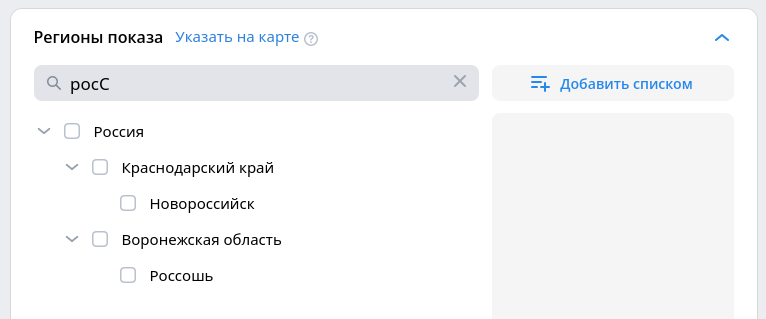 Регионы показа Указать на карте ?
росС
Добавить списком
Россия
Краснодарский край
Новороссийск
Воронежская область
Россошь